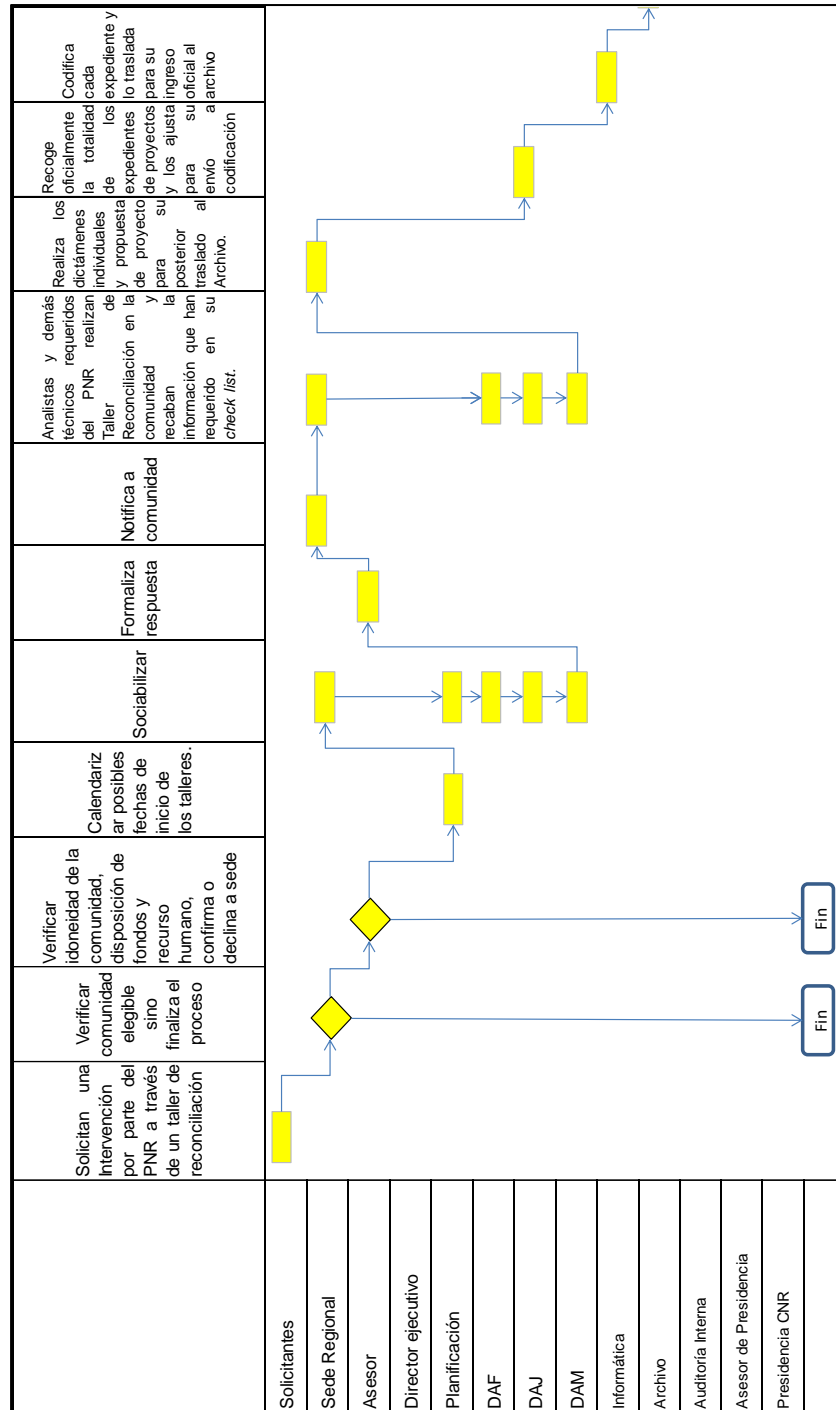 Solicitan una
Intervención
por parte del
PNR a través
de un taller de
reconciliación
Verificar
comunidad
elegible
sino
finaliza el
proceso
Verificar
idoneidad de la
comunidad,
disposición de
fondos y
recurso
humano,
confirma o
declina a sede
Calendariz
ar posibles
fechas de
inicio de
los talleres.
Sociabilizar
Formaliza
respuesta
Notifica a
comunidad
Analistas y demás
técnicos requeridos
del PNR realizan
Taller de
Reconciliación en la
comunidad y
recaban la
información que han
requerido en su
check list.
Realiza los
dictámenes
individuales
y propuesta
de proyecto
para su
posterior
traslado al
Archivo.
Recoge
oficialmente
la totalidad
de los
expedientes
de proyectos
y los ajusta
para su
envío a
codificación
Codifica
cada
expediente y
lo traslada
para su
ingreso
oficial al
archivo
Solicitantes
Sede Regional
Asesor
Director ejecutivo
Planificación
DAF
DAJ
DAM
Informática
Archivo
Auditoría Interna
Asesor de Presidencia
Presidencia CNR
Fin
Fin